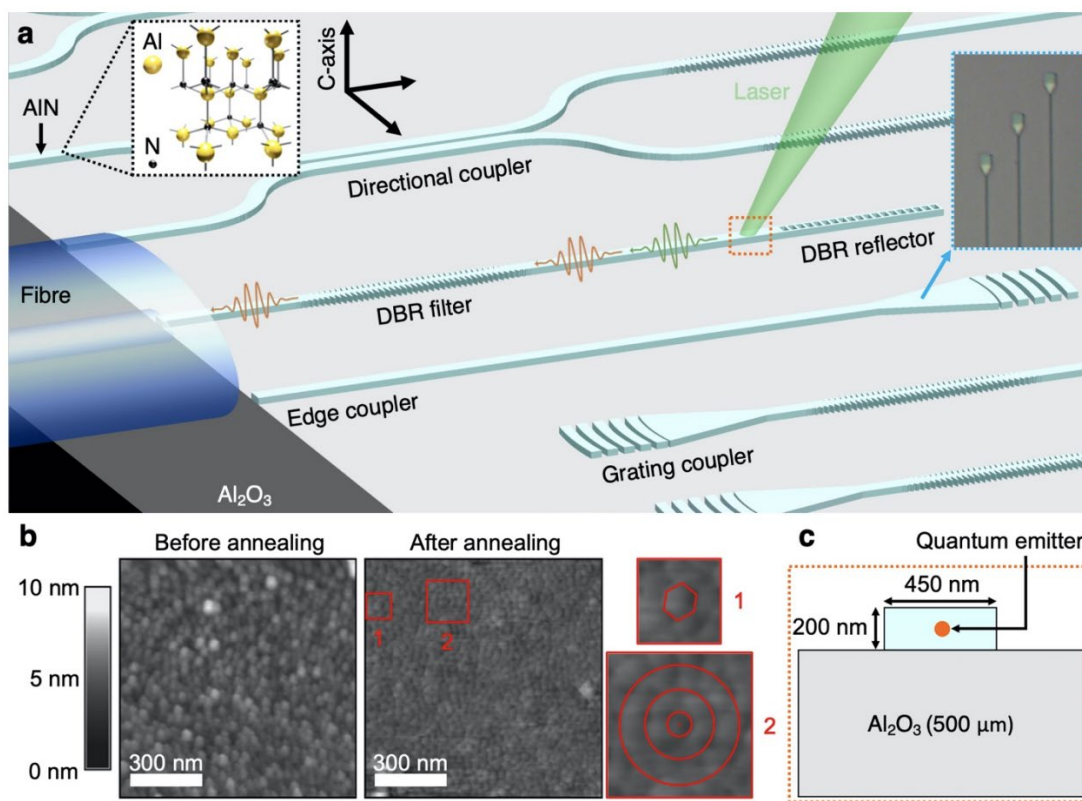 a
Al
AlN
N
C-axis
Laser
Directional coupler
DBR reflector
Fibre
DBR filter
Edge coupler
Grating coupler
Al₂O₃
b
Before annealing
After annealing
10 nm
5 nm
0 nm
300 nm
300 nm
1
2
1
2
c
Quantum emitter
450 nm
200 nm
Al₂O₃ (500 μm)